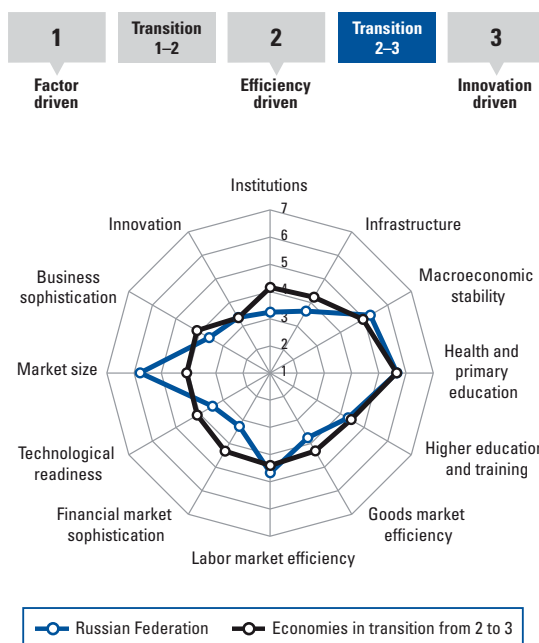 1
Transition
1–2
2
Transition
2–3
3
Factor
driven
Efficiency
driven
Innovation
driven
Institutions
7
6
5
4
3
2
1
Innovation
Infrastructure
Business
sophistication
Macroeconomic
stability
Market size
Health and
primary
education
Technological
readiness
Higher education
and training
Financial market
sophistication
Goods market
efficiency
Labor market efficiency
Russian Federation
Economies in transition from 2 to 3